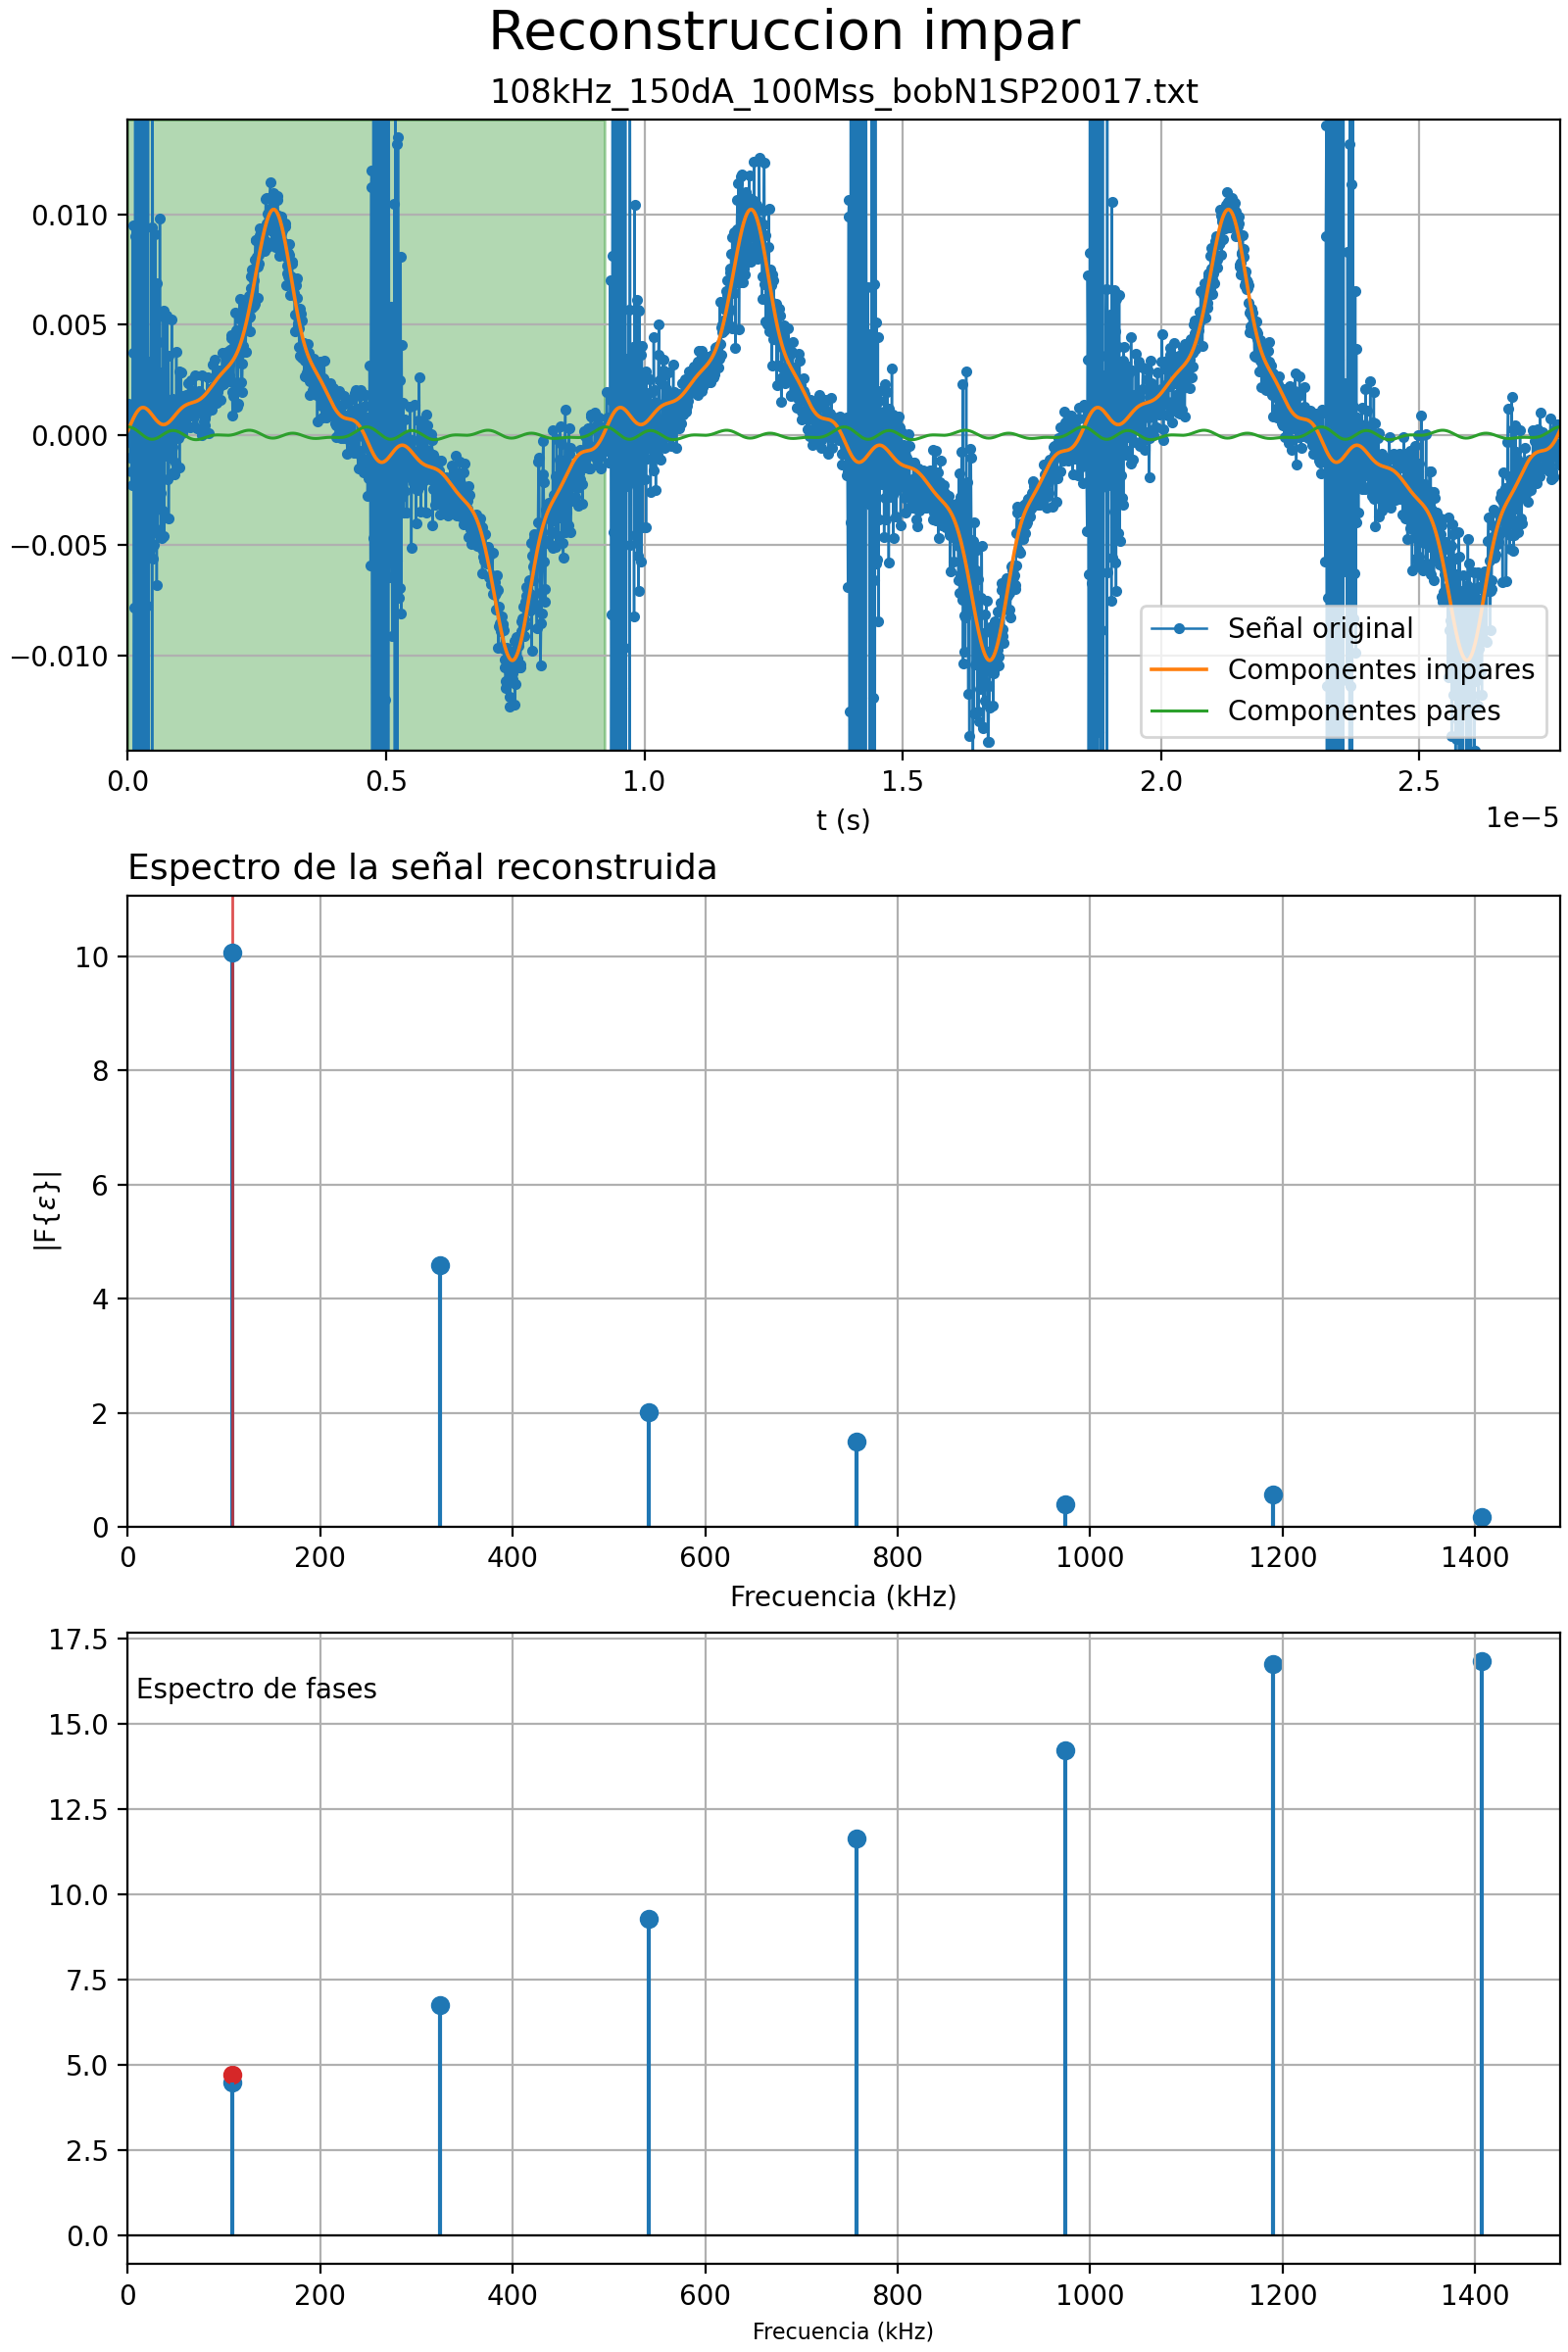 Reconstruccion impar
108kHz_150dA_100Mss_bobN1SP20017.txt
0.010
0.005
0.000
−0.005
−0.010
Señal original
Componentes impares
Componentes pares
0.0 0.5 1.0 1.5 2.0 2.5
1e−5
t (s)
Espectro de la señal reconstruida
10
8
6
4
2
0
|F{ε}|
0 200 400 600 800 1000 1200 1400
Frecuencia (kHz)
17.5
Espectro de fases
15.0
12.5
10.0
7.5
5.0
2.5
0.0
0 200 400 600 800 1000 1200 1400
Frecuencia (kHz)